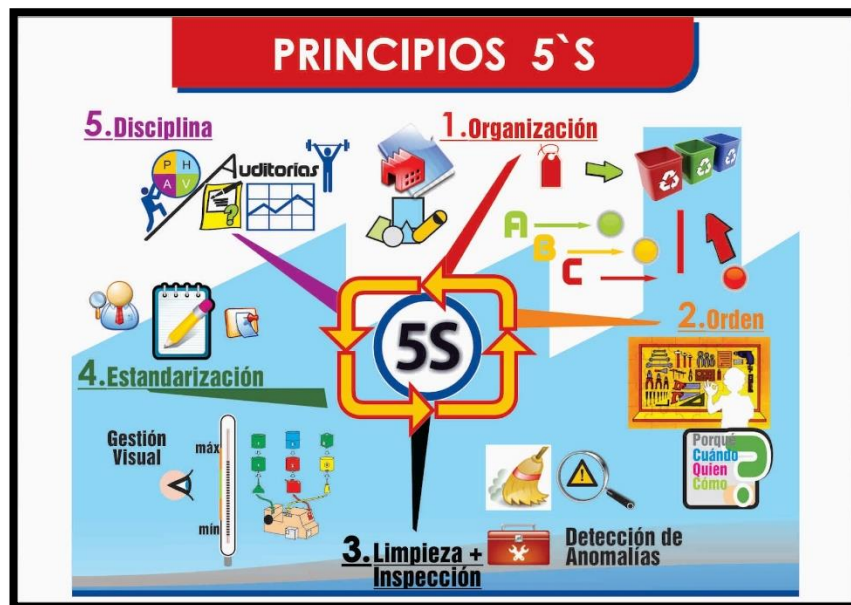 PRINCIPIOS 5`S
5.Disciplina
P H
A V
Auditorías
1.Organización
A
B
C
5S
2.Orden
Porqué
Cuándo
Quien
Cómo
4.Estandarización
Gestión
Visual
máx
mín
3.Limpieza +
Inspección
Detección de
Anomalías